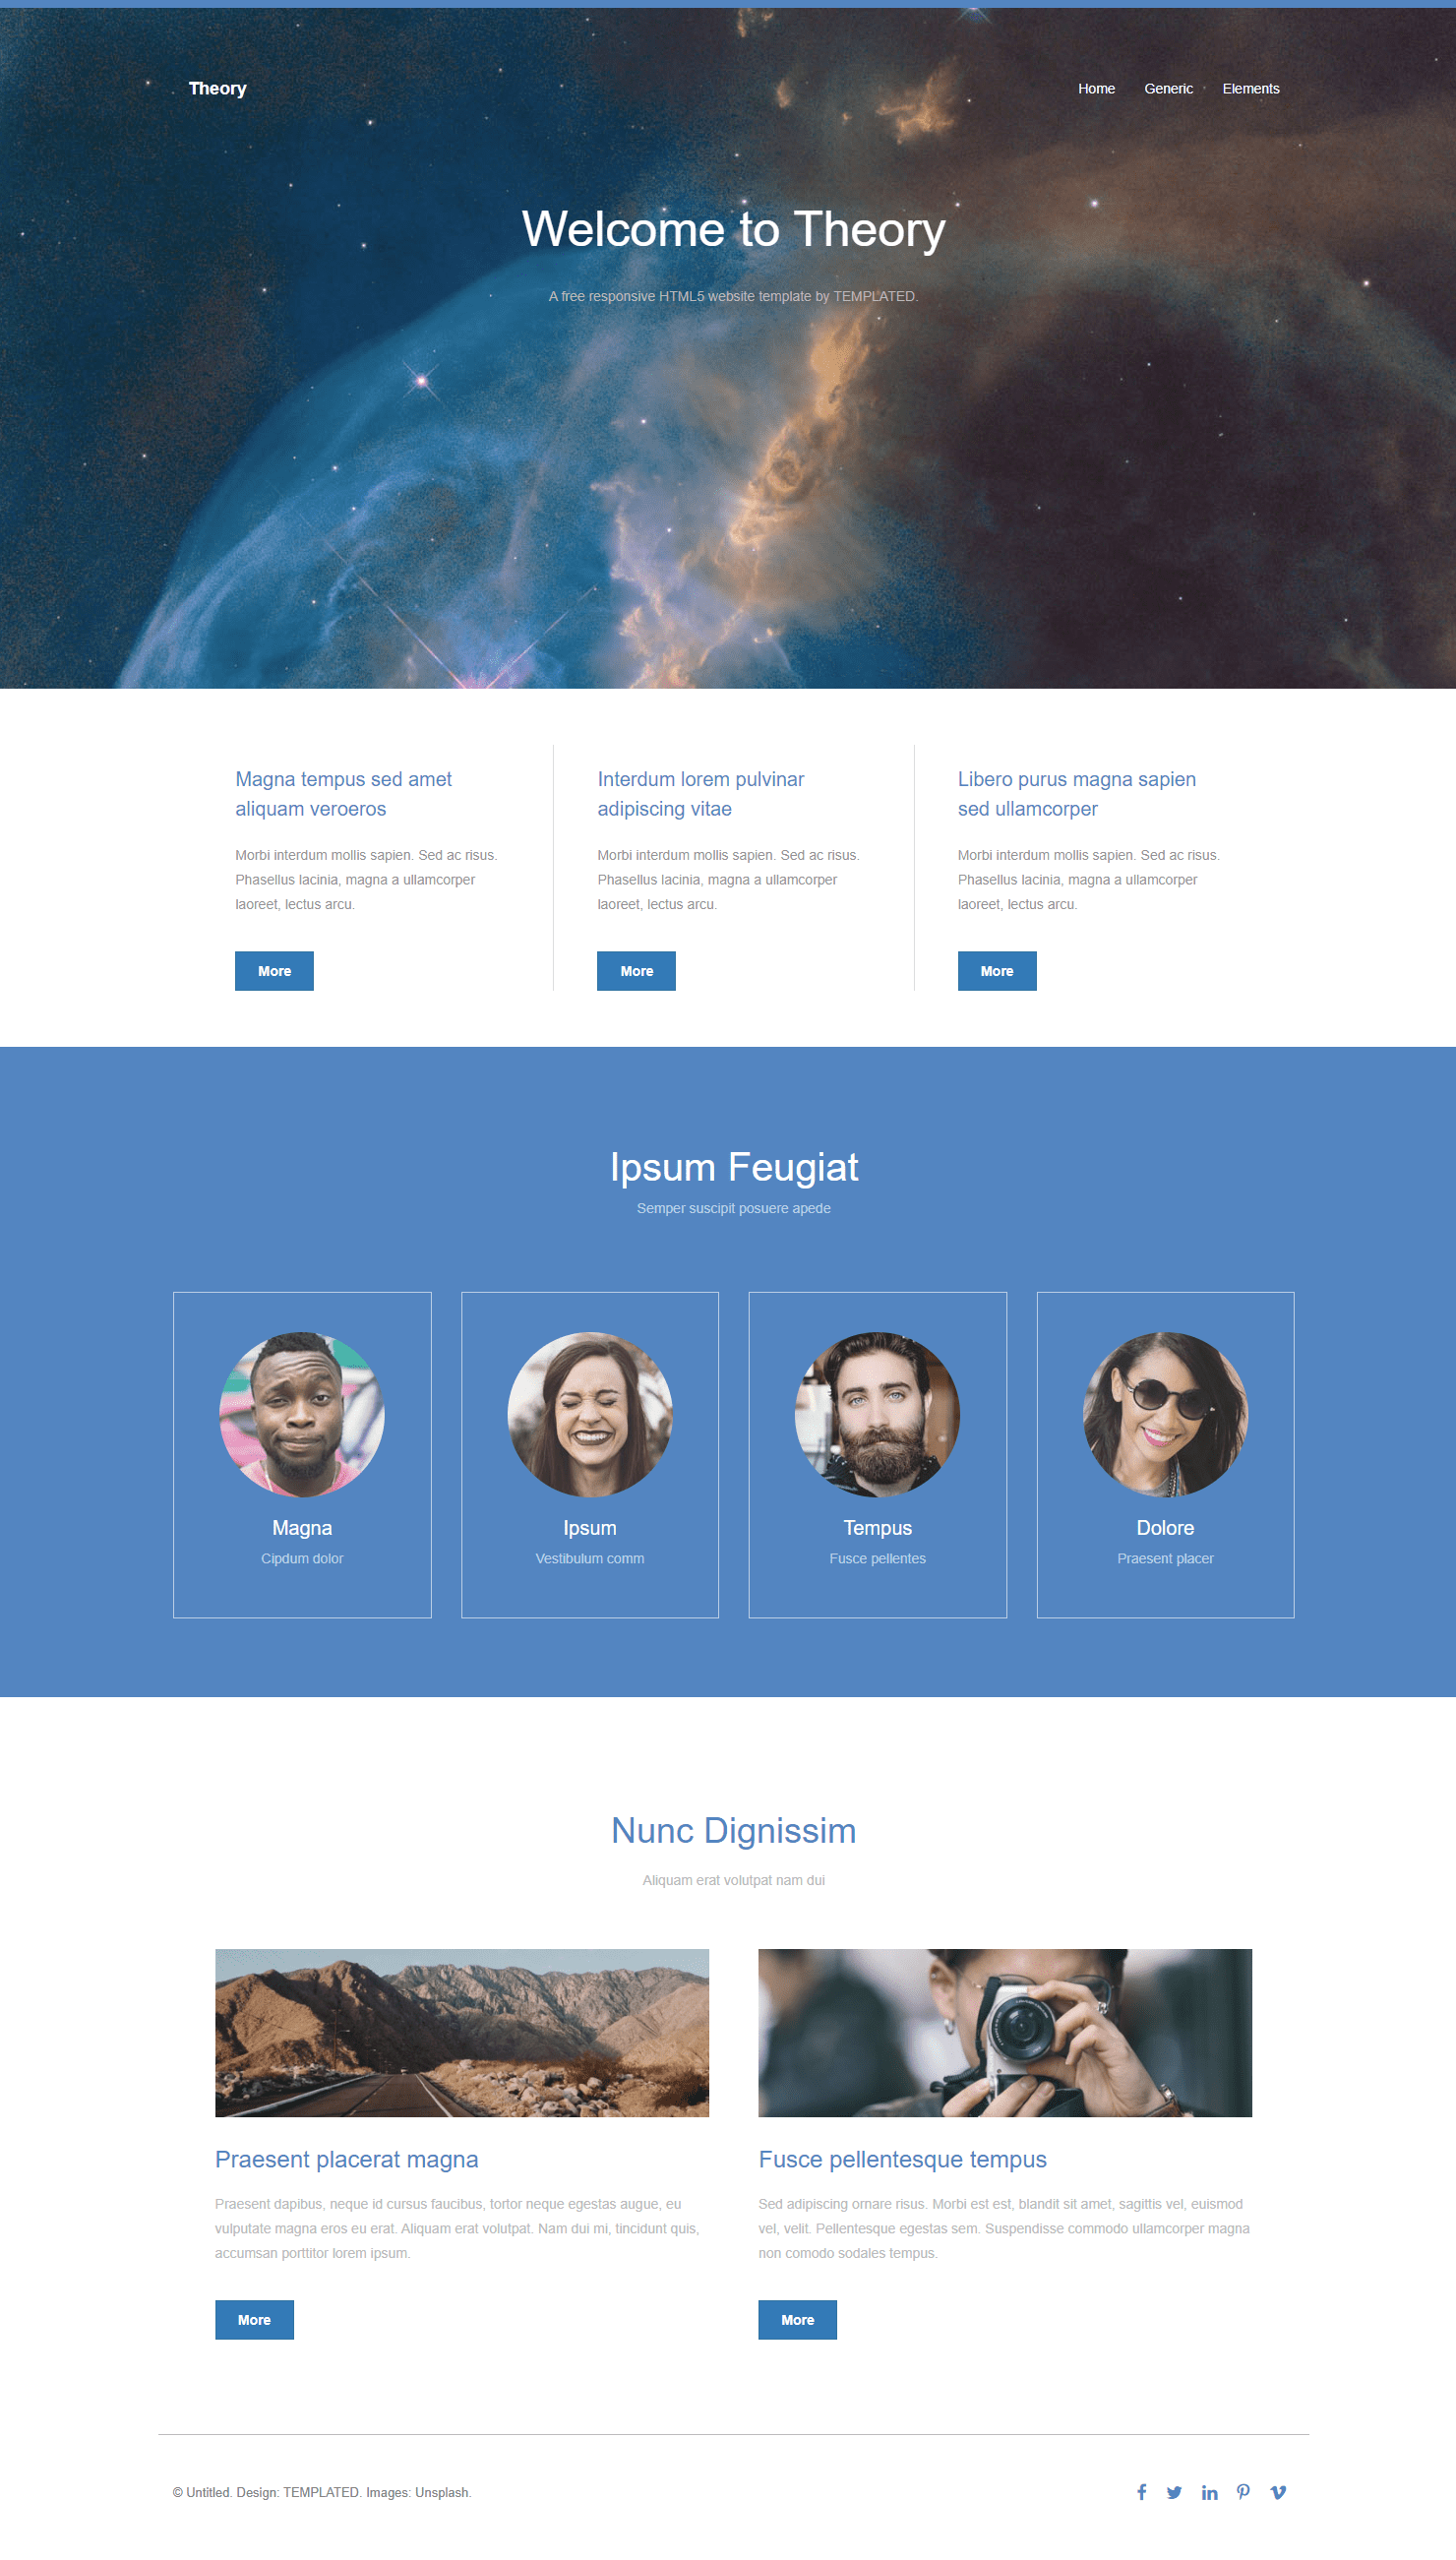 Theory
Home Generic Elements
Welcome to Theory
A free responsive HTML5 website template by TEMPLATED.
Magna tempus sed amet
aliquam veroeros
Morbi interdum mollis sapien. Sed ac risus.
Phasellus lacinia, magna a ullamcorper
laoreet, lectus arcu.
More
Interdum lorem pulvinar
adipiscing vitae
Morbi interdum mollis sapien. Sed ac risus.
Phasellus lacinia, magna a ullamcorper
laoreet, lectus arcu.
More
Libero purus magna sapien
sed ullamcorper
Morbi interdum mollis sapien. Sed ac risus.
Phasellus lacinia, magna a ullamcorper
laoreet, lectus arcu.
More
Ipsum Feugiat
Semper suscipit posuere apede
Magna
Cipdum dolor
Ipsum
Vestibulum comm
Tempus
Fusce pellentes
Dolore
Praesent placer
Nunc Dignissim
Aliquam erat volutpat nam dui
Praesent placerat magna
Praesent dapibus, neque id cursus faucibus, tortor neque egestas augue, eu
vulputate magna eros eu erat. Aliquam erat volutpat. Nam dui mi, tincidunt quis,
accumsan porttitor lorem ipsum.
More
Fusce pellentesque tempus
Sed adipiscing ornare risus. Morbi est est, blandit sit amet, sagittis vel, euismod
vel, velit. Pellentesque egestas sem. Suspendisse commodo ullamcorper magna
non comodo sodales tempus.
More
© Untitled. Design: TEMPLATED. Images: Unsplash.